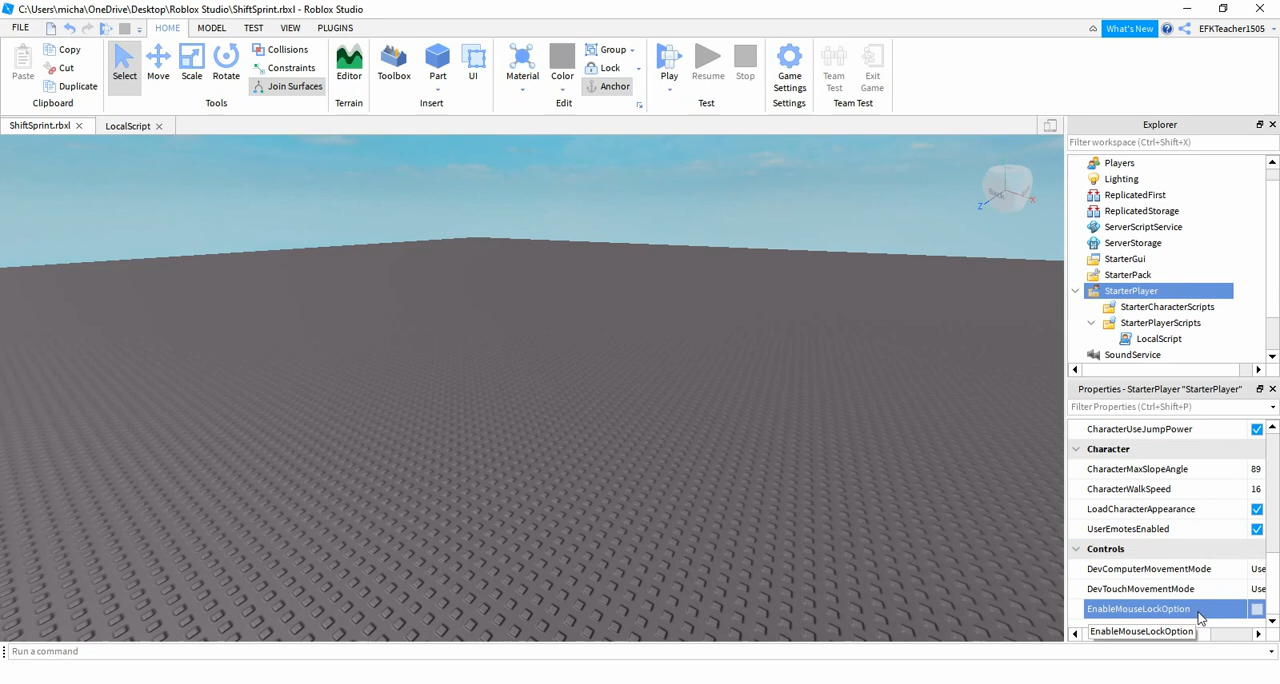 C:\Users\micha\OneDrive\Desktop\Roblox Studio\ShiftSprint.rbxl - Roblox Studio
FILE HOME MODEL TEST VIEW PLUGINS What's New EFKTeacher1505
Paste Copy Cut Duplicate Select Move Scale Rotate Collisions Constraints Join Surfaces Editor Toolbox Part UI Material Color Group Lock Anchor Play Resume Stop Game Settings Team Test Exit Game
Clipboard Tools Terrain Insert Edit Test Settings Team Test
ShiftSprint.rbxl LocalScript
Back
Z X
Explorer
Filter workspace (Ctrl+Shift+X)
Players
Lighting
ReplicatedFirst
ReplicatedStorage
ServerScriptService
ServerStorage
StarterGui
StarterPack
StarterPlayer
StarterCharacterScripts
StarterPlayerScripts
LocalScript
SoundService
Properties - StarterPlayer "StarterPlayer"
Filter Properties (Ctrl+Shift+P)
CharacterUseJumpPower
Character
CharacterMaxSlopeAngle 89
CharacterWalkSpeed 16
LoadCharacterAppearance
UserEmotesEnabled
Controls
DevComputerMovementMode Use
DevTouchMovementMode Use
EnableMouseLockOption
EnableMouseLockOption
Run a command